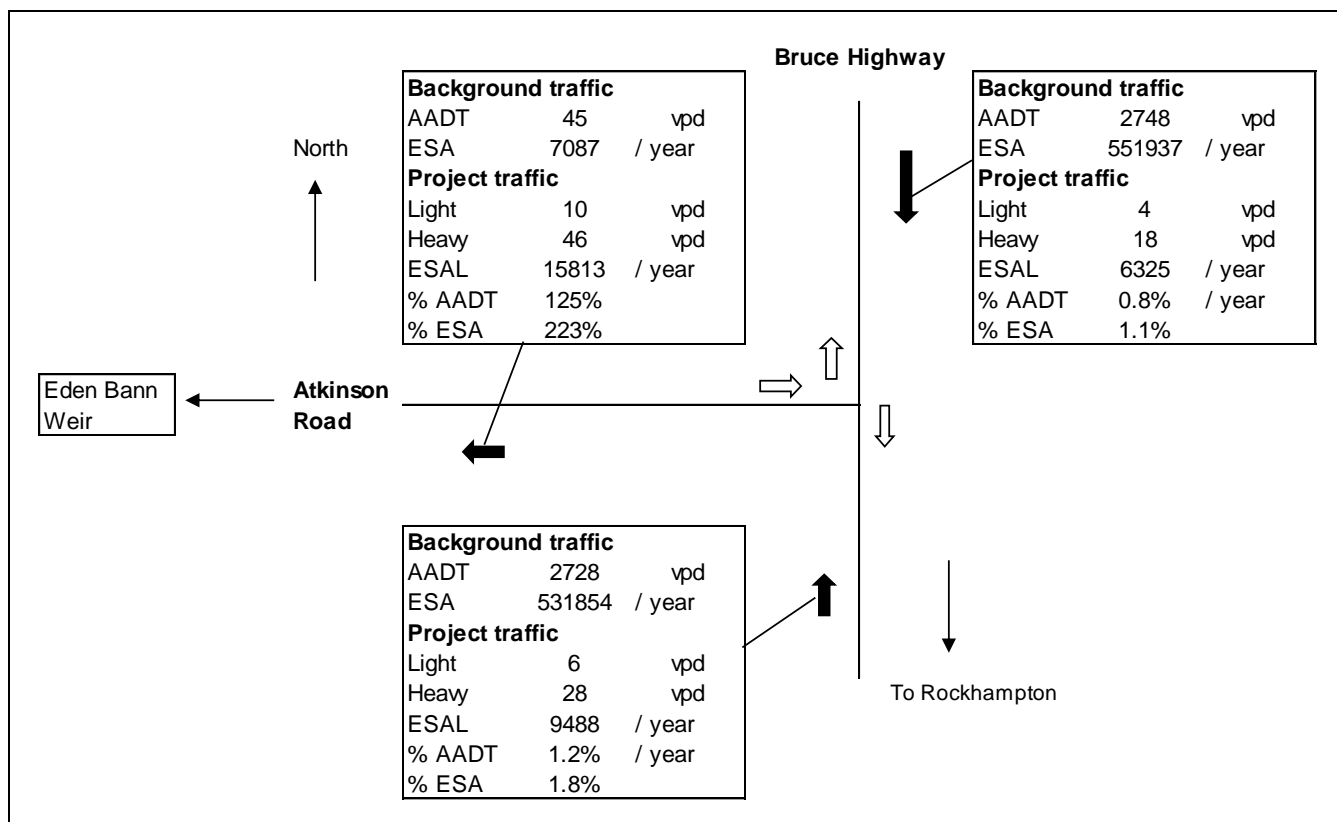 Bruce Highway
Background traffic
AADT 45 vpd
ESA 7087 / year
Project traffic
Light 10 vpd
Heavy 46 vpd
ESAL 15813 / year
% AADT 125%
% ESA 223%
Background traffic
AADT 2748 vpd
ESA 551937 / year
Project traffic
Light 4 vpd
Heavy 18 vpd
ESAL 6325 / year
% AADT 0.8% / year
% ESA 1.1%
North
Eden Bann
Weir
Atkinson
Road
Background traffic
AADT 2728 vpd
ESA 531854 / year
Project traffic
Light 6 vpd
Heavy 28 vpd
ESAL 9488 / year
% AADT 1.2% / year
% ESA 1.8%
To Rockhampton